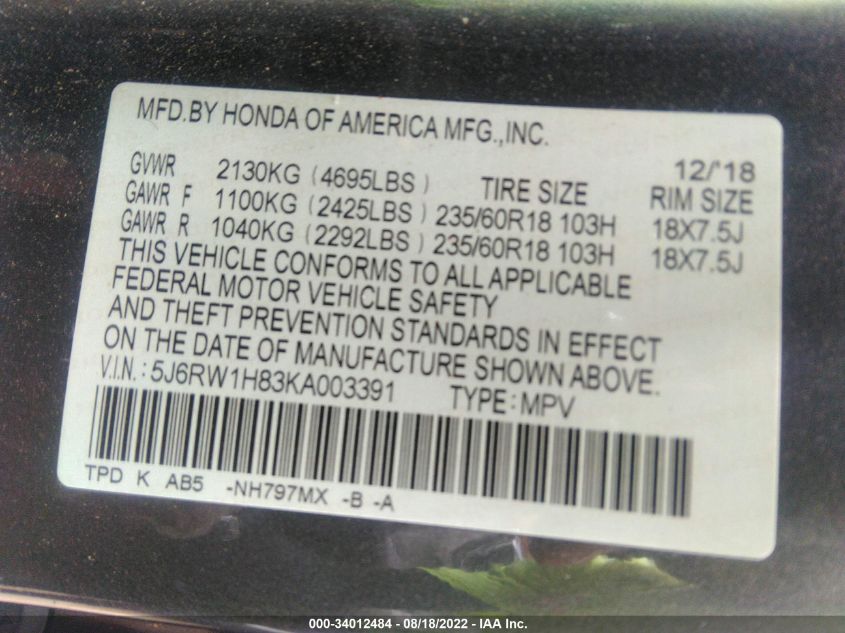 MFD.BY HONDA OF AMERICA MFG.,INC.
12/'18
GVWR 2130KG (4695LBS) TIRE SIZE RIM SIZE
GAWR F 1100KG (2425LBS) 235/60R18 103H 18X7.5J
GAWR R 1040KG (2292LBS) 235/60R18 103H 18X7.5J
THIS VEHICLE CONFORMS TO ALL APPLICABLE
FEDERAL MOTOR VEHICLE SAFETY
AND THEFT PREVENTION STANDARDS IN EFFECT
ON THE DATE OF MANUFACTURE SHOWN ABOVE.
V.I.N.: 5J6RW1H83KA003391 TYPE: MPV
TPD K AB5 -NH797MX -B -A
000-34012484 - 08/18/2022 - IAA Inc.